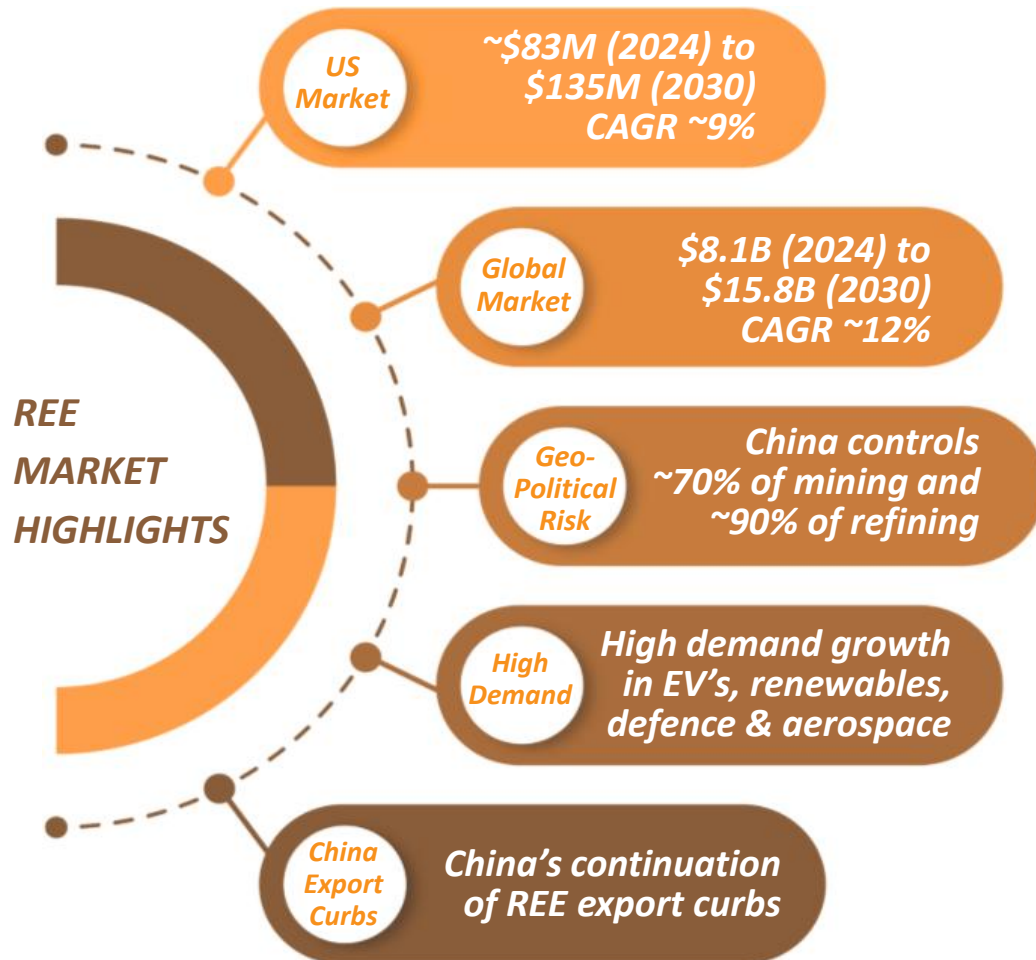 US
Market
~$83M (2024) to
$135M (2030)
CAGR ~9%
Global
Market
$8.1B (2024) to
$15.8B (2030)
CAGR ~12%
REE
MARKET
HIGHLIGHTS
Geo-
Political
Risk
China controls
~70% of mining and
~90% of refining
High
Demand
High demand growth
in EV’s, renewables,
defence & aerospace
China
Export
Curbs
China’s continuation
of REE export curbs